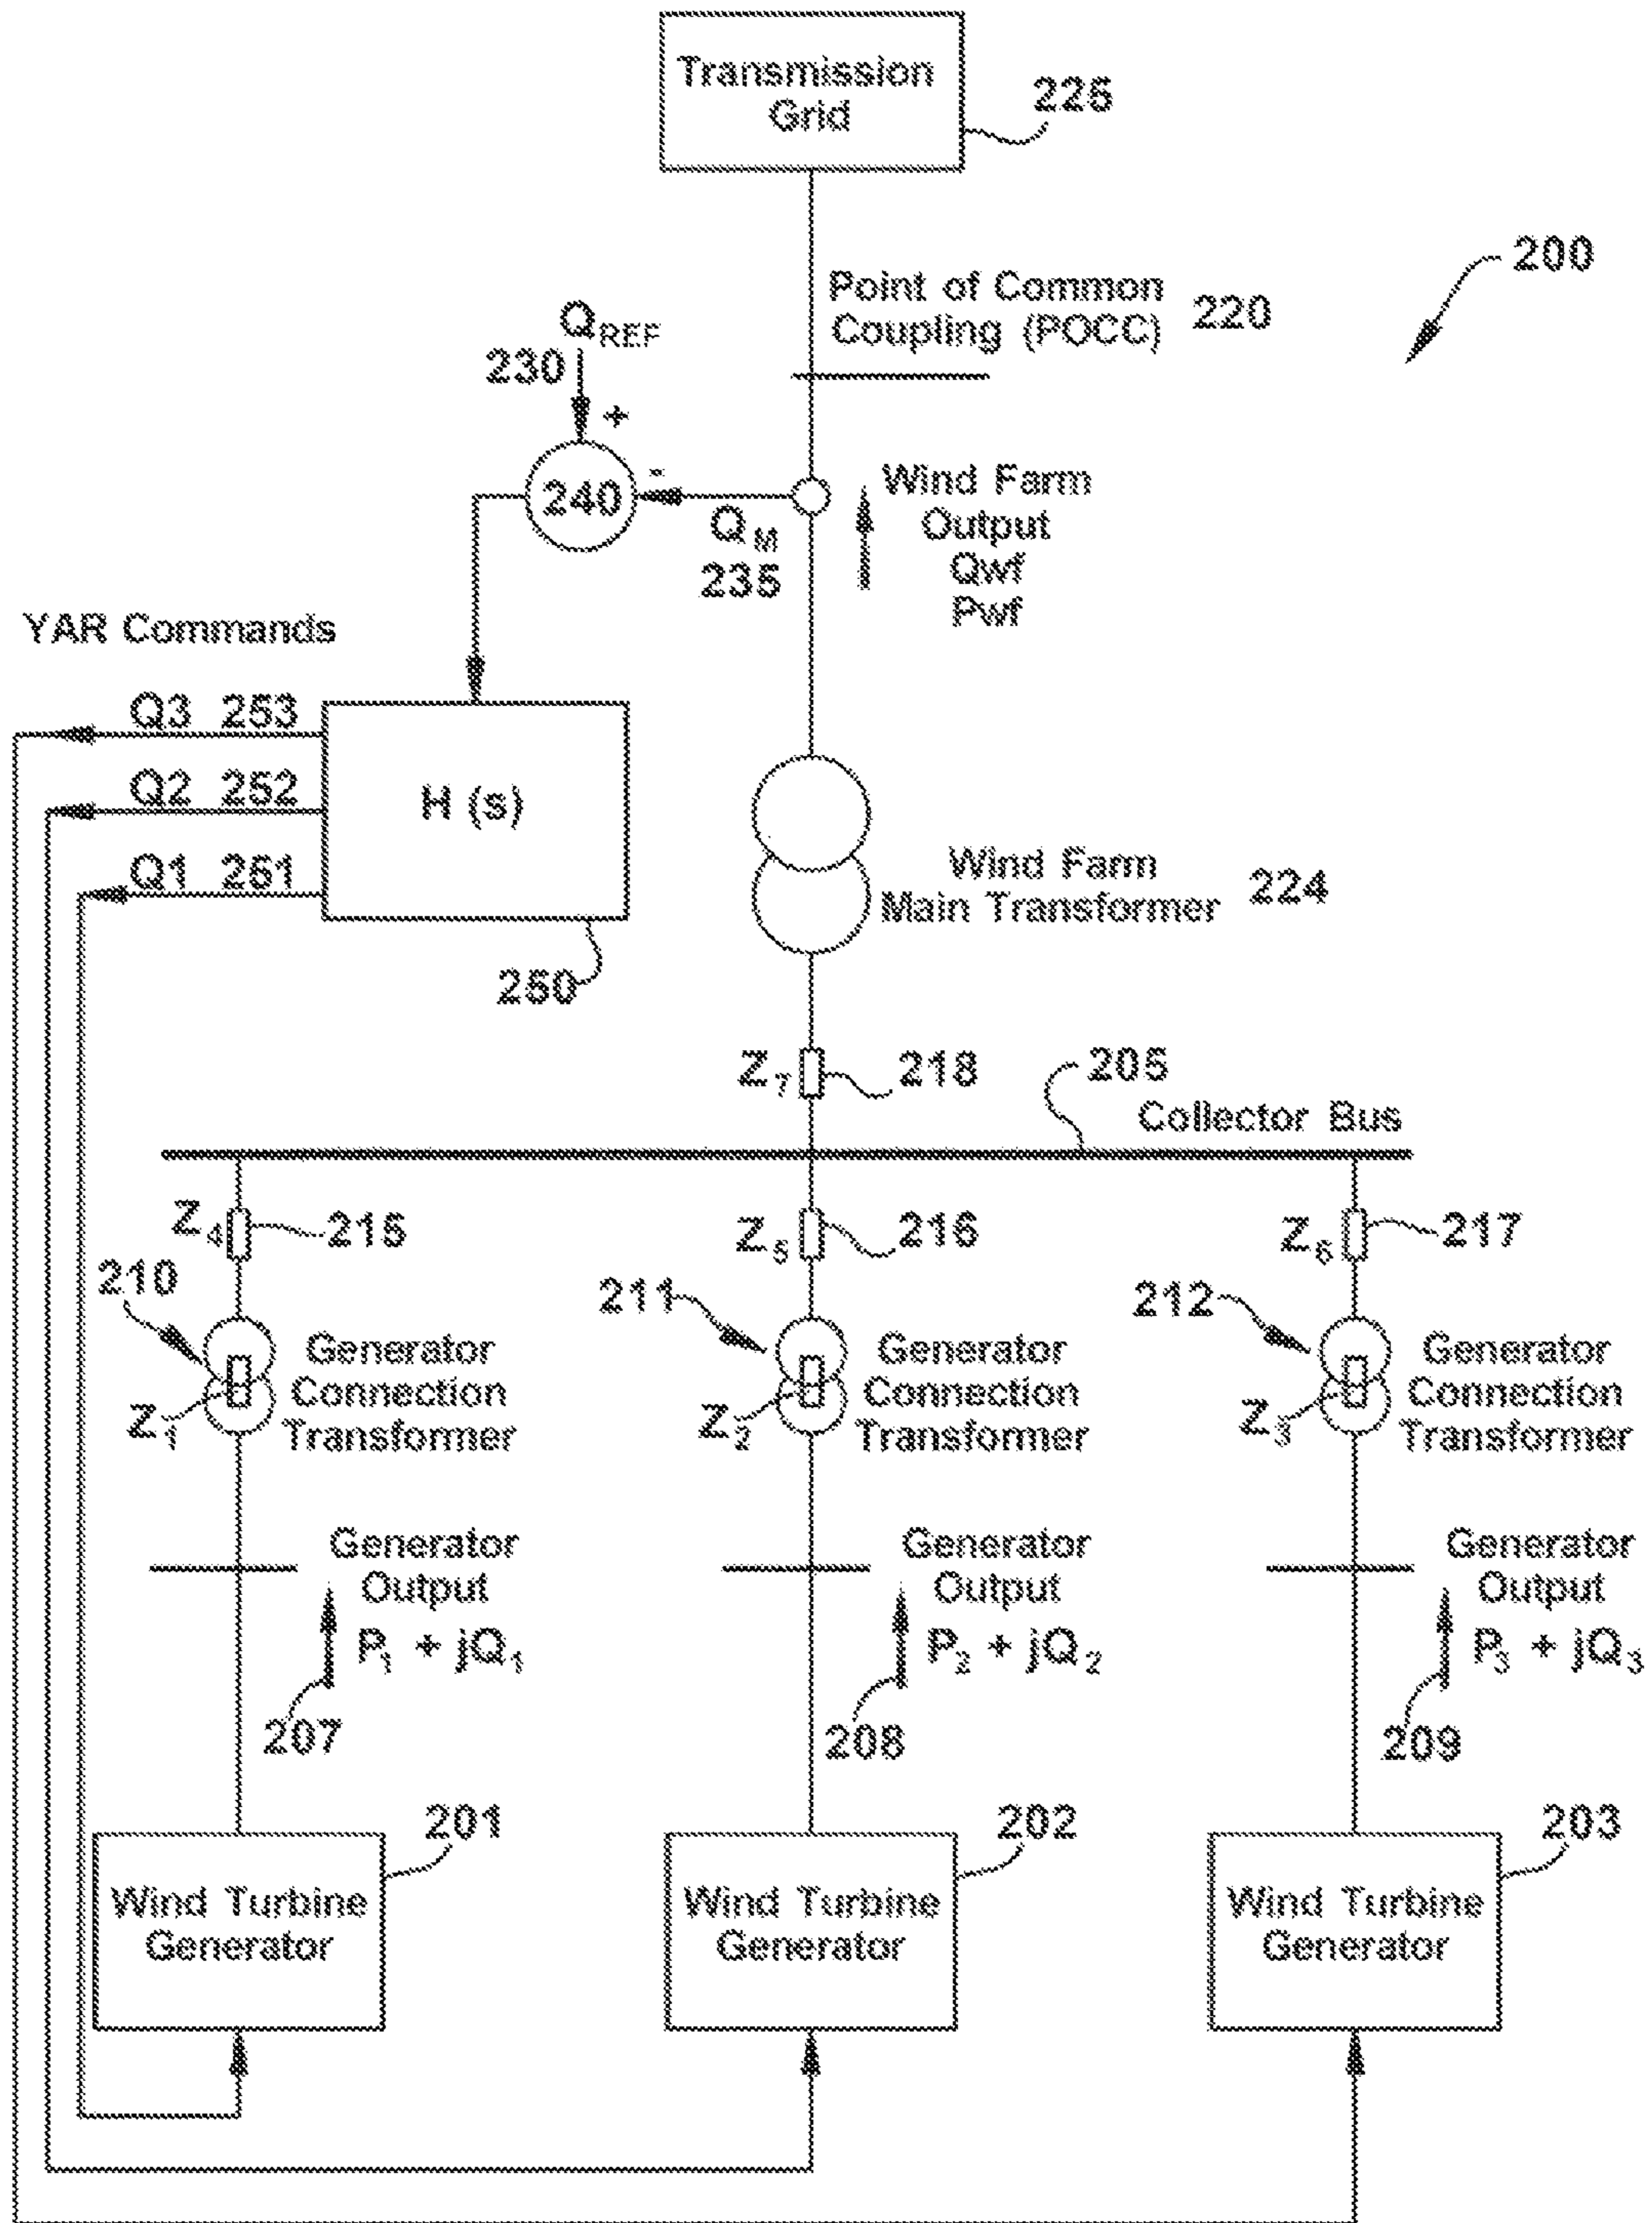 Transmission
Grid
225
200
Point of Common
Coupling (POCC)
220
QREF
230
+
-
240
QM
235
Wind Farm
Output
Qwf
Pwf
YAR Commands
Q3 253
Q2 252
Q1 251
H (s)
250
Wind Farm
Main Transformer
224
Z7
218
205
Collector Bus
Z4
215
Z5
216
Z6
217
210
211
212
Generator
Connection
Transformer
Generator
Connection
Transformer
Generator
Connection
Transformer
Z1
Z2
Z3
Generator
Output
P1 + jQ1
Generator
Output
P2 + jQ2
Generator
Output
P3 + jQ3
207
208
209
201
202
203
Wind Turbine
Generator
Wind Turbine
Generator
Wind Turbine
Generator